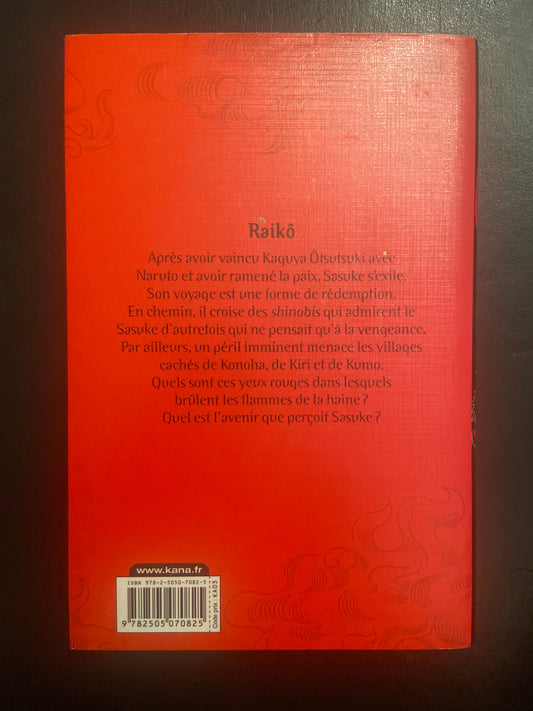 Raikô
Après avoir vaincu Kaguya Ôtsutsuki avec
Naruto et avoir ramené la paix, Sasuke s'exile.
Son voyage est une forme de rédemption.
En chemin, il croise des shinobis qui admirent le
Sasuke d'autrefois qui ne pensait qu'à la vengeance.
Par ailleurs, un péril imminent menace les villages
cachés de Konoha, de Kiri et de Kumo.
Quels sont ces yeux rouges dans lesquels
brûlent les flammes de la haine ?
Quel est l'avenir que perçoit Sasuke ?
www.kana.fr
ISBN 978-2-5050-7082-5
Code prix : KA03
9 782505 070825